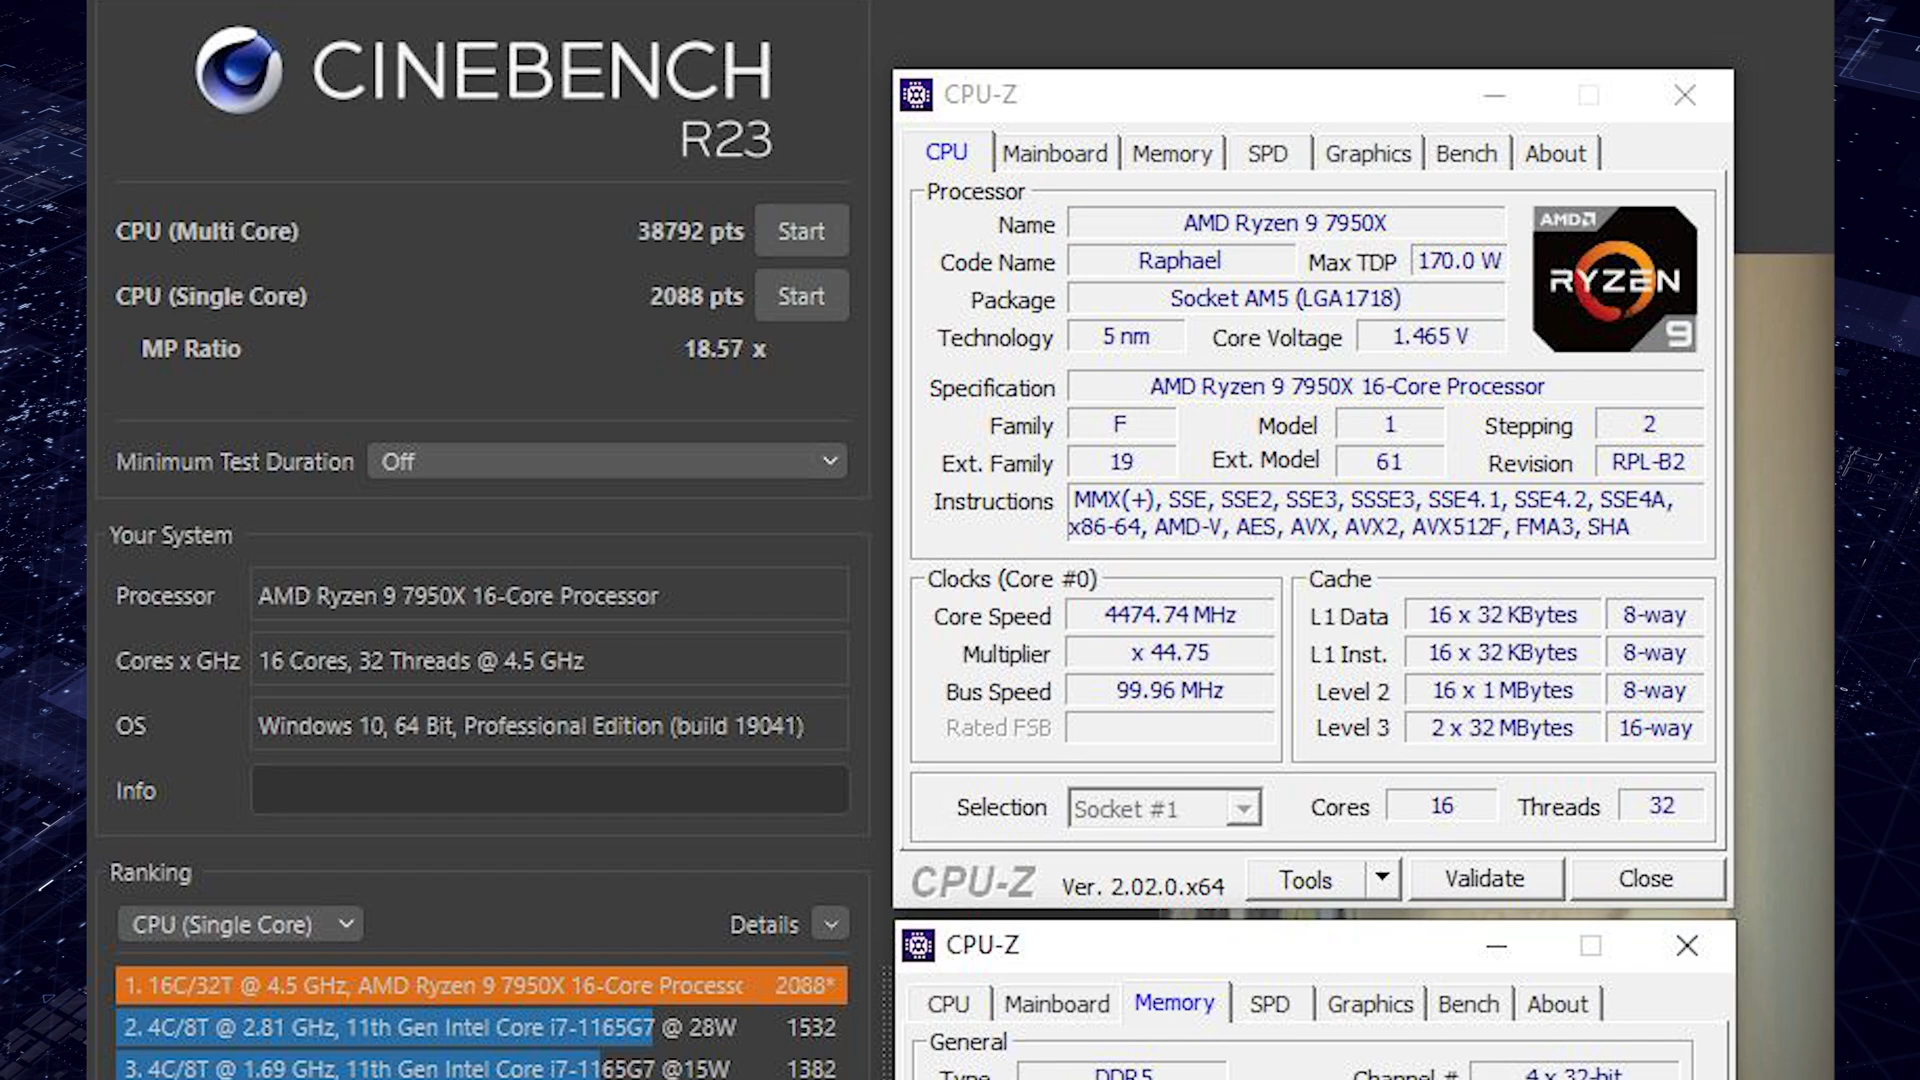 CINEBENCH
R23
CPU (Multi Core) 38792 pts Start
CPU (Single Core) 2088 pts Start
MP Ratio 18.57 x
Minimum Test Duration Off
Your System
Processor AMD Ryzen 9 7950X 16-Core Processor
Cores x GHz 16 Cores, 32 Threads @ 4.5 GHz
OS Windows 10, 64 Bit, Professional Edition (build 19041)
Info
Ranking
CPU (Single Core) Details
1. 16C/32T @ 4.5 GHz, AMD Ryzen 9 7950X 16-Core Processc 2088*
2. 4C/8T @ 2.81 GHz, 11th Gen Intel Core i7-1165G7 @ 28W 1532
3. 4C/8T @ 1.69 GHz, 11th Gen Intel Core i7-1165G7 @15W 1382
CPU-Z
CPU Mainboard Memory SPD Graphics Bench About
Processor
Name AMD Ryzen 9 7950X
Code Name Raphael Max TDP 170.0 W
Package Socket AM5 (LGA1718)
Technology 5 nm Core Voltage 1.465 V
AMD
RYZEN
9
Specification AMD Ryzen 9 7950X 16-Core Processor
Family F Model 1 Stepping 2
Ext. Family 19 Ext. Model 61 Revision RPL-B2
Instructions MMX(+), SSE, SSE2, SSE3, SSSE3, SSE4.1, SSE4.2, SSE4A,
x86-64, AMD-V, AES, AVX, AVX2, AVX512F, FMA3, SHA
Clocks (Core #0)
Core Speed 4474.74 MHz
Multiplier x 44.75
Bus Speed 99.96 MHz
Rated FSB
Cache
L1 Data 16 x 32 KBytes 8-way
L1 Inst. 16 x 32 KBytes 8-way
Level 2 16 x 1 MBytes 8-way
Level 3 2 x 32 MBytes 16-way
Selection Socket #1 Cores 16 Threads 32
CPU-Z Ver. 2.02.0.x64 Tools Validate Close
CPU-Z
CPU Mainboard Memory SPD Graphics Bench About
General
Type DDR5 Channel # 4 x 32-bit